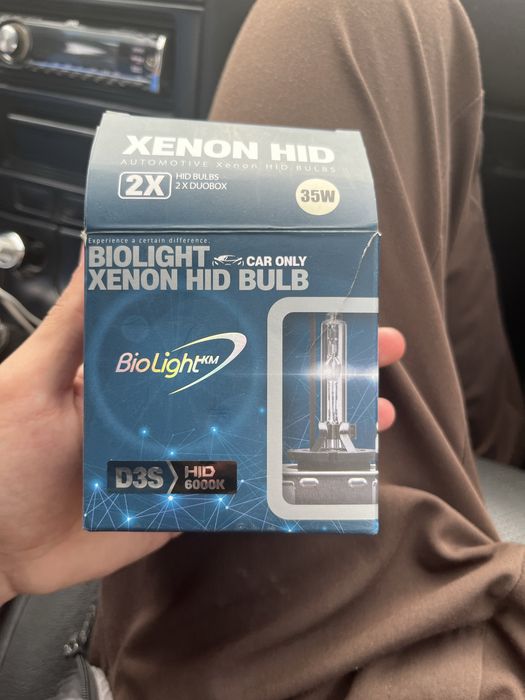 XENON HID
AUTOMOTIVE Xenon HID BULBS
2X HID BULBS
2 X DUOBOX
35W
Experience a certain difference.
BIOLIGHT CAR ONLY
XENON HID BULB
BioLight HKM
D3S HID
6000K